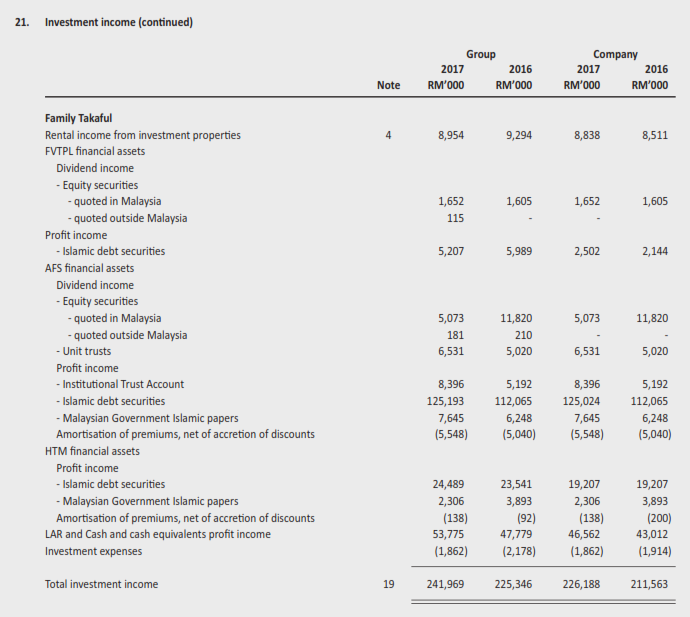 21. Investment income (continued)
Group Company
2017 2016 2017 2016
Note RM'000 RM'000 RM'000 RM'000
Family Takaful
Rental income from investment properties 4 8,954 9,294 8,838 8,511
FVTPL financial assets
Dividend income
- Equity securities
- quoted in Malaysia 1,652 1,605 1,652 1,605
- quoted outside Malaysia 115 - -
Profit income
- Islamic debt securities 5,207 5,989 2,502 2,144
AFS financial assets
Dividend income
- Equity securities
- quoted in Malaysia 5,073 11,820 5,073 11,820
- quoted outside Malaysia 181 210 - -
- Unit trusts 6,531 5,020 6,531 5,020
Profit income
- Institutional Trust Account 8,396 5,192 8,396 5,192
- Islamic debt securities 125,193 112,065 125,024 112,065
- Malaysian Government Islamic papers 7,645 6,248 7,645 6,248
Amortisation of premiums, net of accretion of discounts (5,548) (5,040) (5,548) (5,040)
HTM financial assets
Profit income
- Islamic debt securities 24,489 23,541 19,207 19,207
- Malaysian Government Islamic papers 2,306 3,893 2,306 3,893
Amortisation of premiums, net of accretion of discounts (138) (92) (138) (200)
LAR and Cash and cash equivalents profit income 53,775 47,779 46,562 43,012
Investment expenses (1,862) (2,178) (1,862) (1,914)
Total investment income 19 241,969 225,346 226,188 211,563